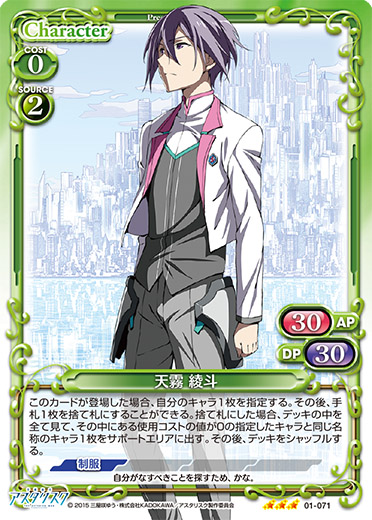 Pre
Character
COST
0
SOURCE
2
30 AP
DP 30
天霧 綾斗
このカードが登場した場合、自分のキャラ1枚を指定する。その後、手
札1枚を捨て札にすることができる。捨て札にした場合、デッキの中を
全て見て、その中にある使用コストの値が0の指定したキャラと同じ名
称のキャラ1枚をサポートエリアに出す。その後、デッキをシャッフルす
る。
制服
自分がなすべきことを探すため、かな。
アスタリスク
© 2015 三屋咲ゆう・株式会社KADOKAWA／アスタリスク製作委員会
01-071